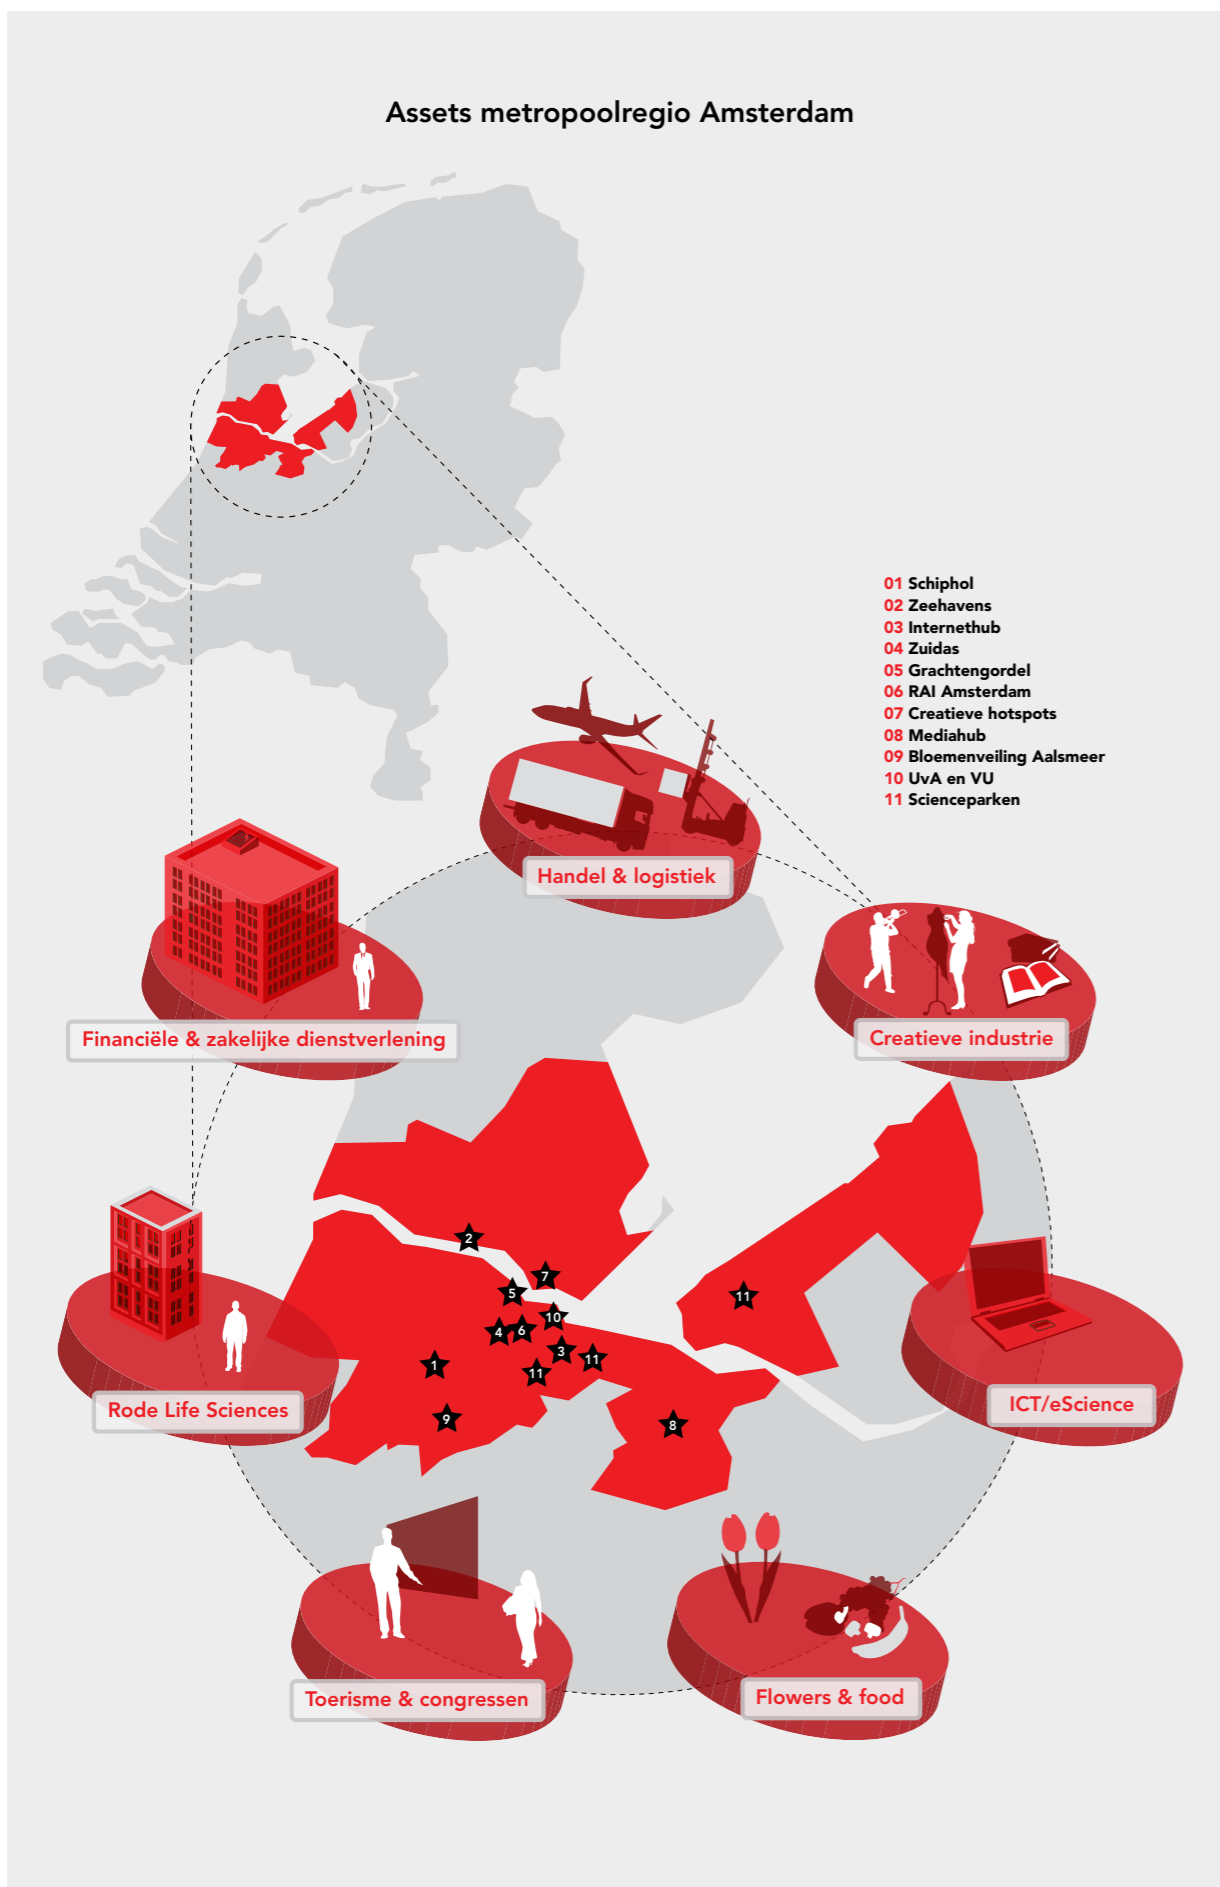 Assets metropoolregio Amsterdam
01 Schiphol
02 Zeehavens
03 Internethub
04 Zuidas
05 Grachtengordel
06 RAI Amsterdam
07 Creatieve hotspots
08 Mediahub
09 Bloemenveiling Aalsmeer
10 UvA en VU
11 Scienceparken
Handel & logistiek
Financiële & zakelijke dienstverlening
Creatieve industrie
2
7
5
11
10
4
6
3
11
1
11
9
8
Rode Life Sciences
ICT/eScience
Toerisme & congressen
Flowers & food